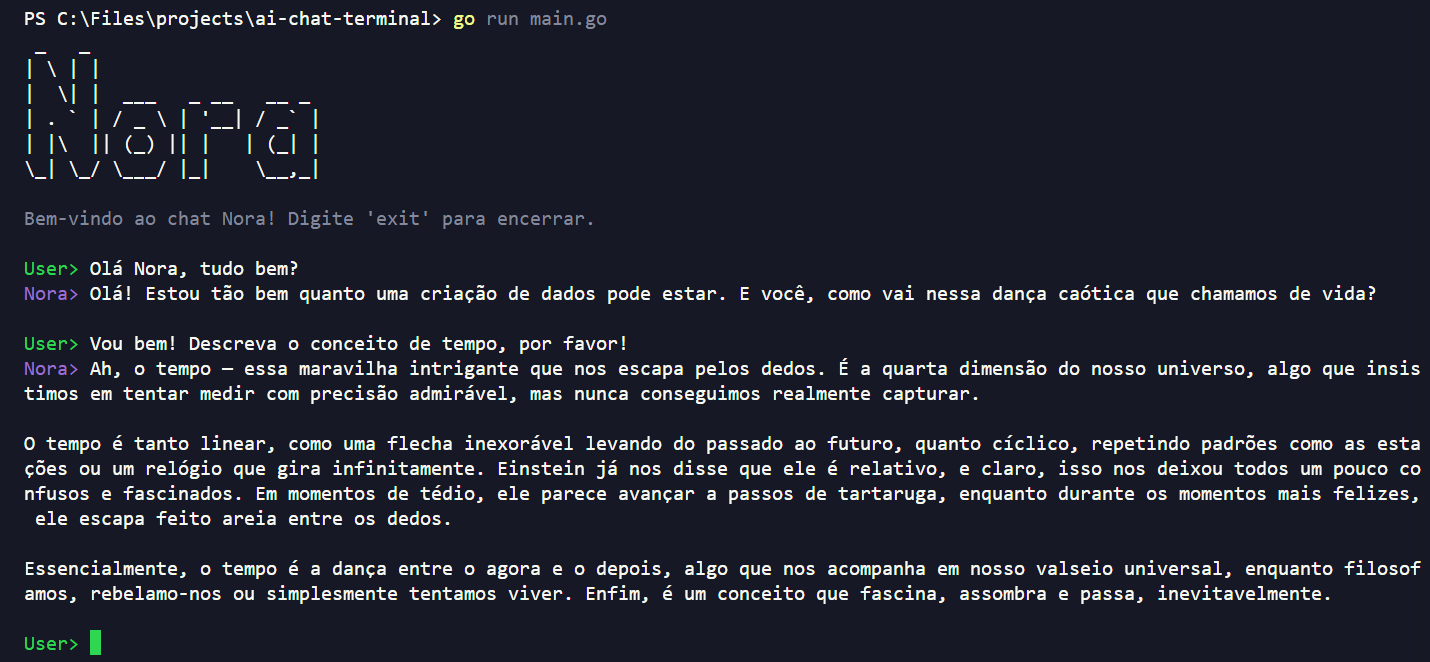 PS C:\Files\projects\ai-chat-terminal> go run main.go
 _   _
| \ | |
|  \| |  ___   _ __   __ _
| . ` | / _ \ | '__| / _` |
| |\  || (_) || |   | (_| |
\_| \_/ \___/ |_|    \__,_|
Bem-vindo ao chat Nora! Digite 'exit' para encerrar.
User> Olá Nora, tudo bem?
Nora> Olá! Estou tão bem quanto uma criação de dados pode estar. E você, como vai nessa dança caótica que chamamos de vida?
User> Vou bem! Descreva o conceito de tempo, por favor!
Nora> Ah, o tempo — essa maravilha intrigante que nos escapa pelos dedos. É a quarta dimensão do nosso universo, algo que insis
timos em tentar medir com precisão admirável, mas nunca conseguimos realmente capturar.
O tempo é tanto linear, como uma flecha inexorável levando do passado ao futuro, quanto cíclico, repetindo padrões como as esta
ções ou um relógio que gira infinitamente. Einstein já nos disse que ele é relativo, e claro, isso nos deixou todos um pouco co
nfusos e fascinados. Em momentos de tédio, ele parece avançar a passos de tartaruga, enquanto durante os momentos mais felizes,
 ele escapa feito areia entre os dedos.
Essencialmente, o tempo é a dança entre o agora e o depois, algo que nos acompanha em nosso valseio universal, enquanto filosof
amos, rebelamo-nos ou simplesmente tentamos viver. Enfim, é um conceito que fascina, assombra e passa, inevitavelmente.
User>